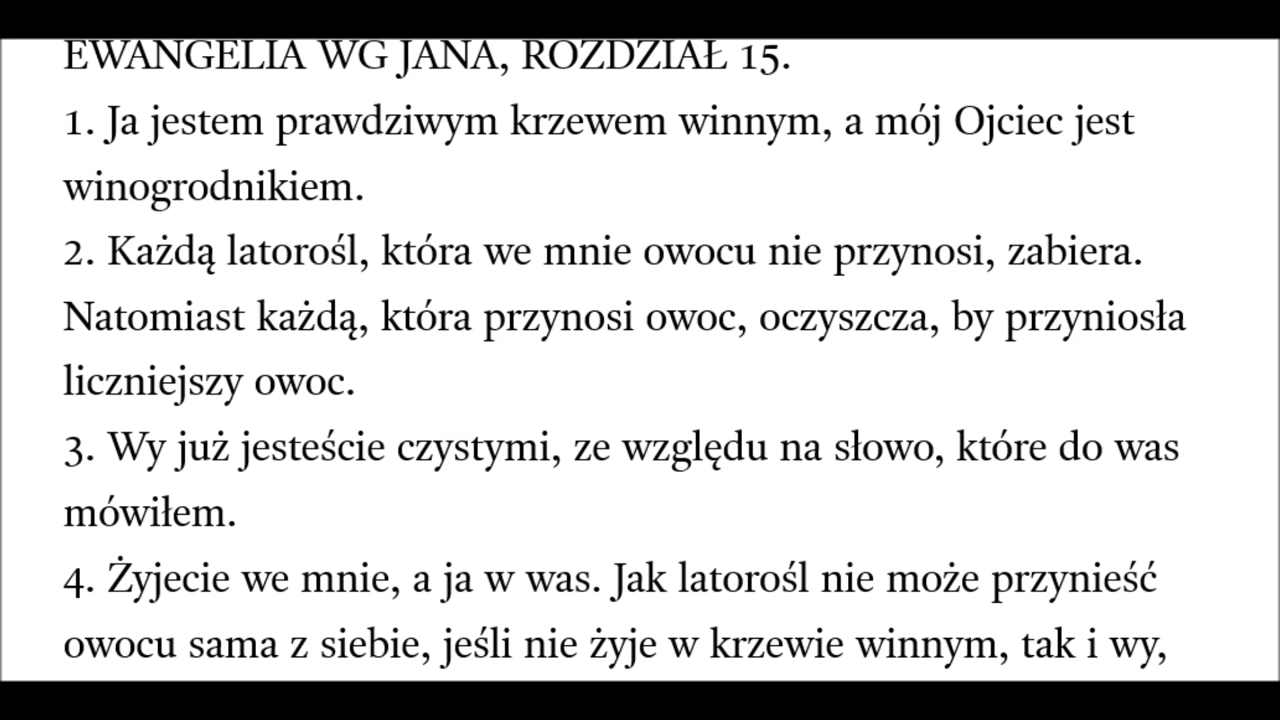 EWANGELIA WG JANA, ROZDZIAŁ 15.
1. Ja jestem prawdziwym krzewem winnym, a mój Ojciec jest
winogrodnikiem.
2. Każdą latorośl, która we mnie owocu nie przynosi, zabiera.
Natomiast każdą, która przynosi owoc, oczyszcza, by przyniosła
liczniejszy owoc.
3. Wy już jesteście czystymi, ze względu na słowo, które do was
mówiłem.
4. Żyjecie we mnie, a ja w was. Jak latorośl nie może przynieść
owocu sama z siebie, jeśli nie żyje w krzewie winnym, tak i wy,